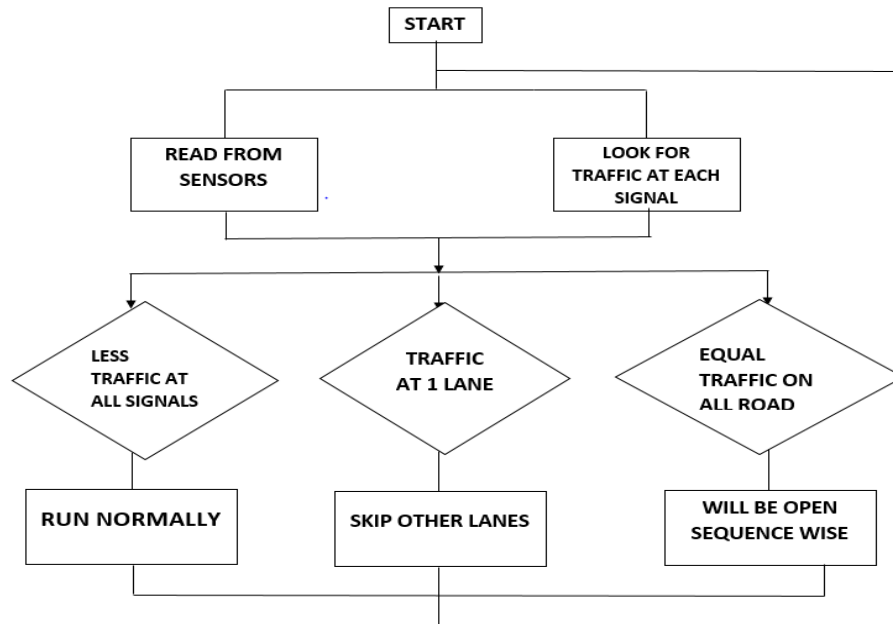 START
READ FROM
SENSORS
LOOK FOR
TRAFFIC AT EACH
SIGNAL
LESS
TRAFFIC AT
ALL SIGNALS
TRAFFIC
AT 1 LANE
EQUAL
TRAFFIC ON
ALL ROAD
RUN NORMALLY
SKIP OTHER LANES
WILL BE OPEN
SEQUENCE WISE